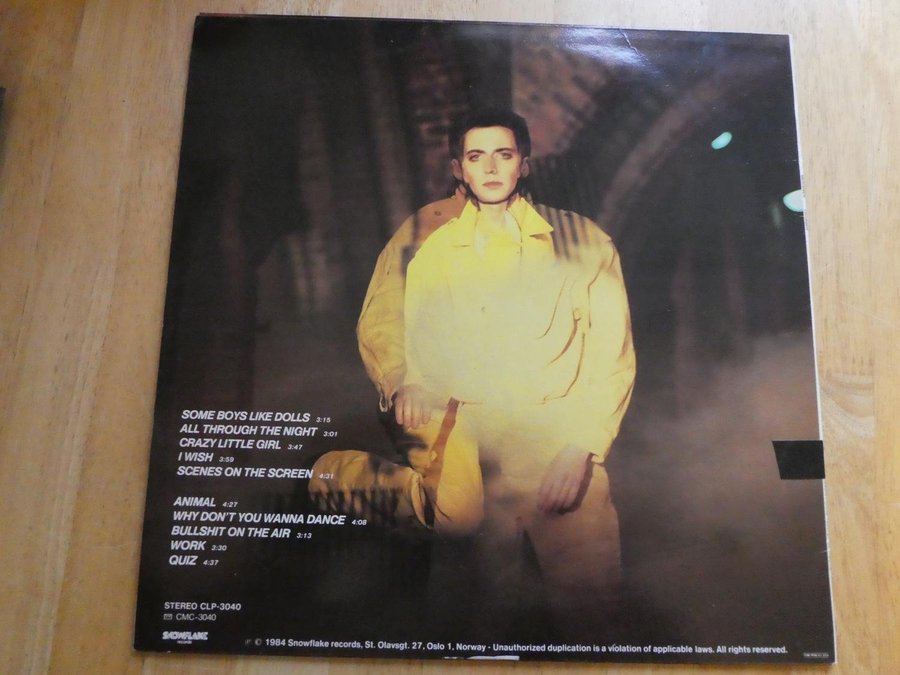 SOME BOYS LIKE DOLLS 3:15
ALL THROUGH THE NIGHT 3:01
CRAZY LITTLE GIRL 3:47
I WISH 3:59
SCENES ON THE SCREEN 4:31
ANIMAL 4:27
WHY DON'T YOU WANNA DANCE 4:08
BULLSHIT ON THE AIR 3:13
WORK 3:30
QUIZ 4:37
STEREO CLP-3040
CMC-3040
SNOWFLAKE
records
℗ © 1984 Snowflake records, St. Olavsgt. 27, Oslo 1, Norway - Unauthorized duplication is a violation of applicable laws. All rights reserved.